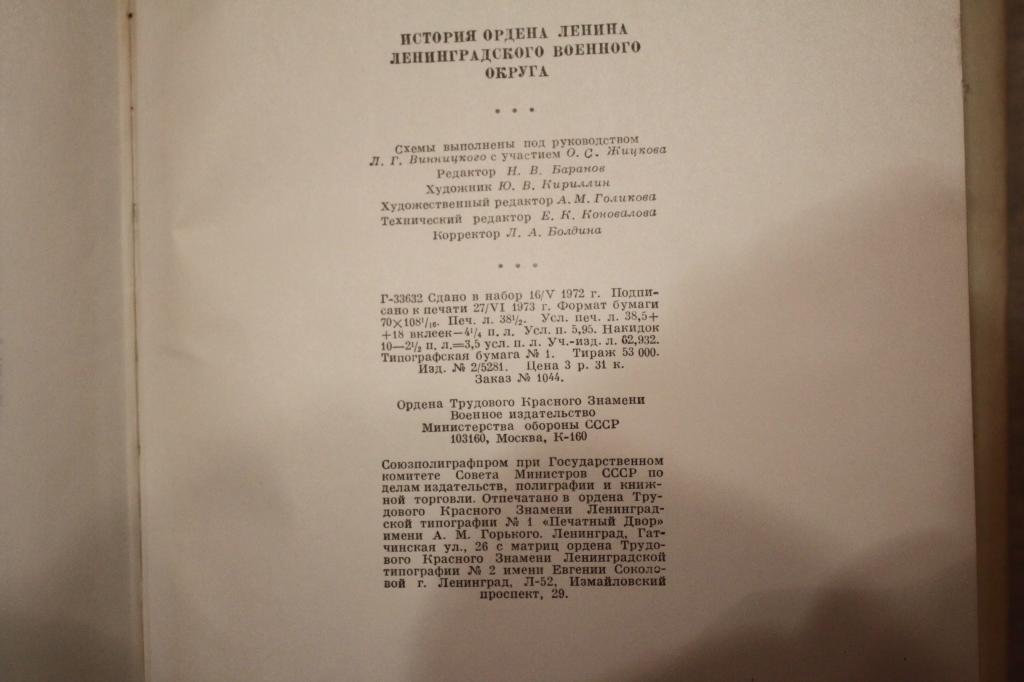 ИСТОРИЯ ОРДЕНА ЛЕНИНА
ЛЕНИНГРАДСКОГО ВОЕННОГО
ОКРУГА
* * *
Схемы выполнены под руководством
Л. Г. Винницкого с участием О. С. Жицкова
Редактор Н. В. Баранов
Художник Ю. В. Кириллин
Художественный редактор А. М. Голикова
Технический редактор Е. К. Коновалова
Корректор Л. А. Болдина
* * *
Г-33632 Сдано в набор 16/V 1972 г. Подпи-
сано к печати 27/VI 1973 г. Формат бумаги
70×108¹/₁₆. Печ. л. 38¹/₂. Усл. печ. л. 38,5+
+18 вклеек—4¹/₄ п. л. Усл. п. 5,95. Накидок
10—2¹/₂ п. л.=3,5 усл. п. л. Уч.-изд. л. 62,932.
Типографская бумага № 1. Тираж 53 000.
Изд. № 2/5281. Цена 3 р. 31 к.
Заказ № 1044.
Ордена Трудового Красного Знамени
Военное издательство
Министерства обороны СССР
103160, Москва, К-160
Союзполиграфпром при Государственном
комитете Совета Министров СССР по
делам издательств, полиграфии и книж-
ной торговли. Отпечатано в ордена Тру-
дового Красного Знамени Ленинград-
ской типографии № 1 «Печатный Двор»
имени А. М. Горького. Ленинград, Гат-
чинская ул., 26 с матриц ордена Трудо-
вого Красного Знамени Ленинградской
типографии № 2 имени Евгении Соколо-
вой г. Ленинград, Л-52, Измайловский
проспект, 29.